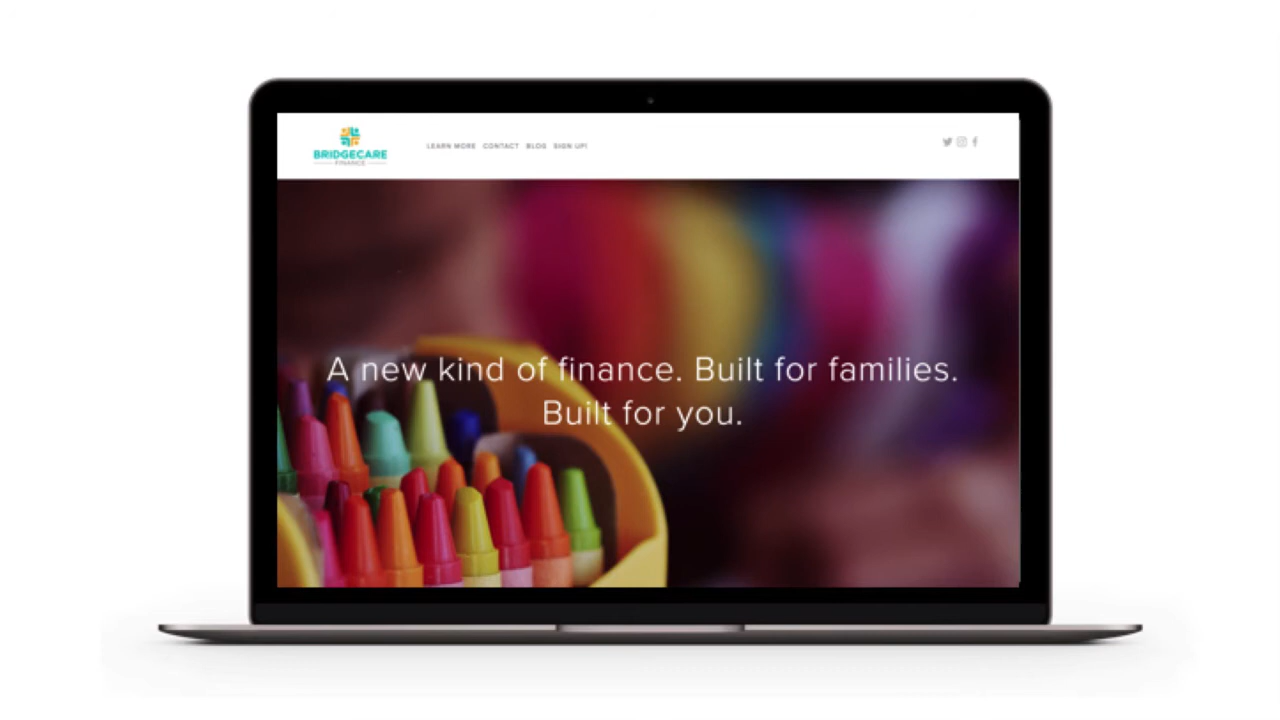 BRIDGECARE
FINANCE
LEARN MORE CONTACT BLOG SIGN UP!
A new kind of finance. Built for families.
Built for you.